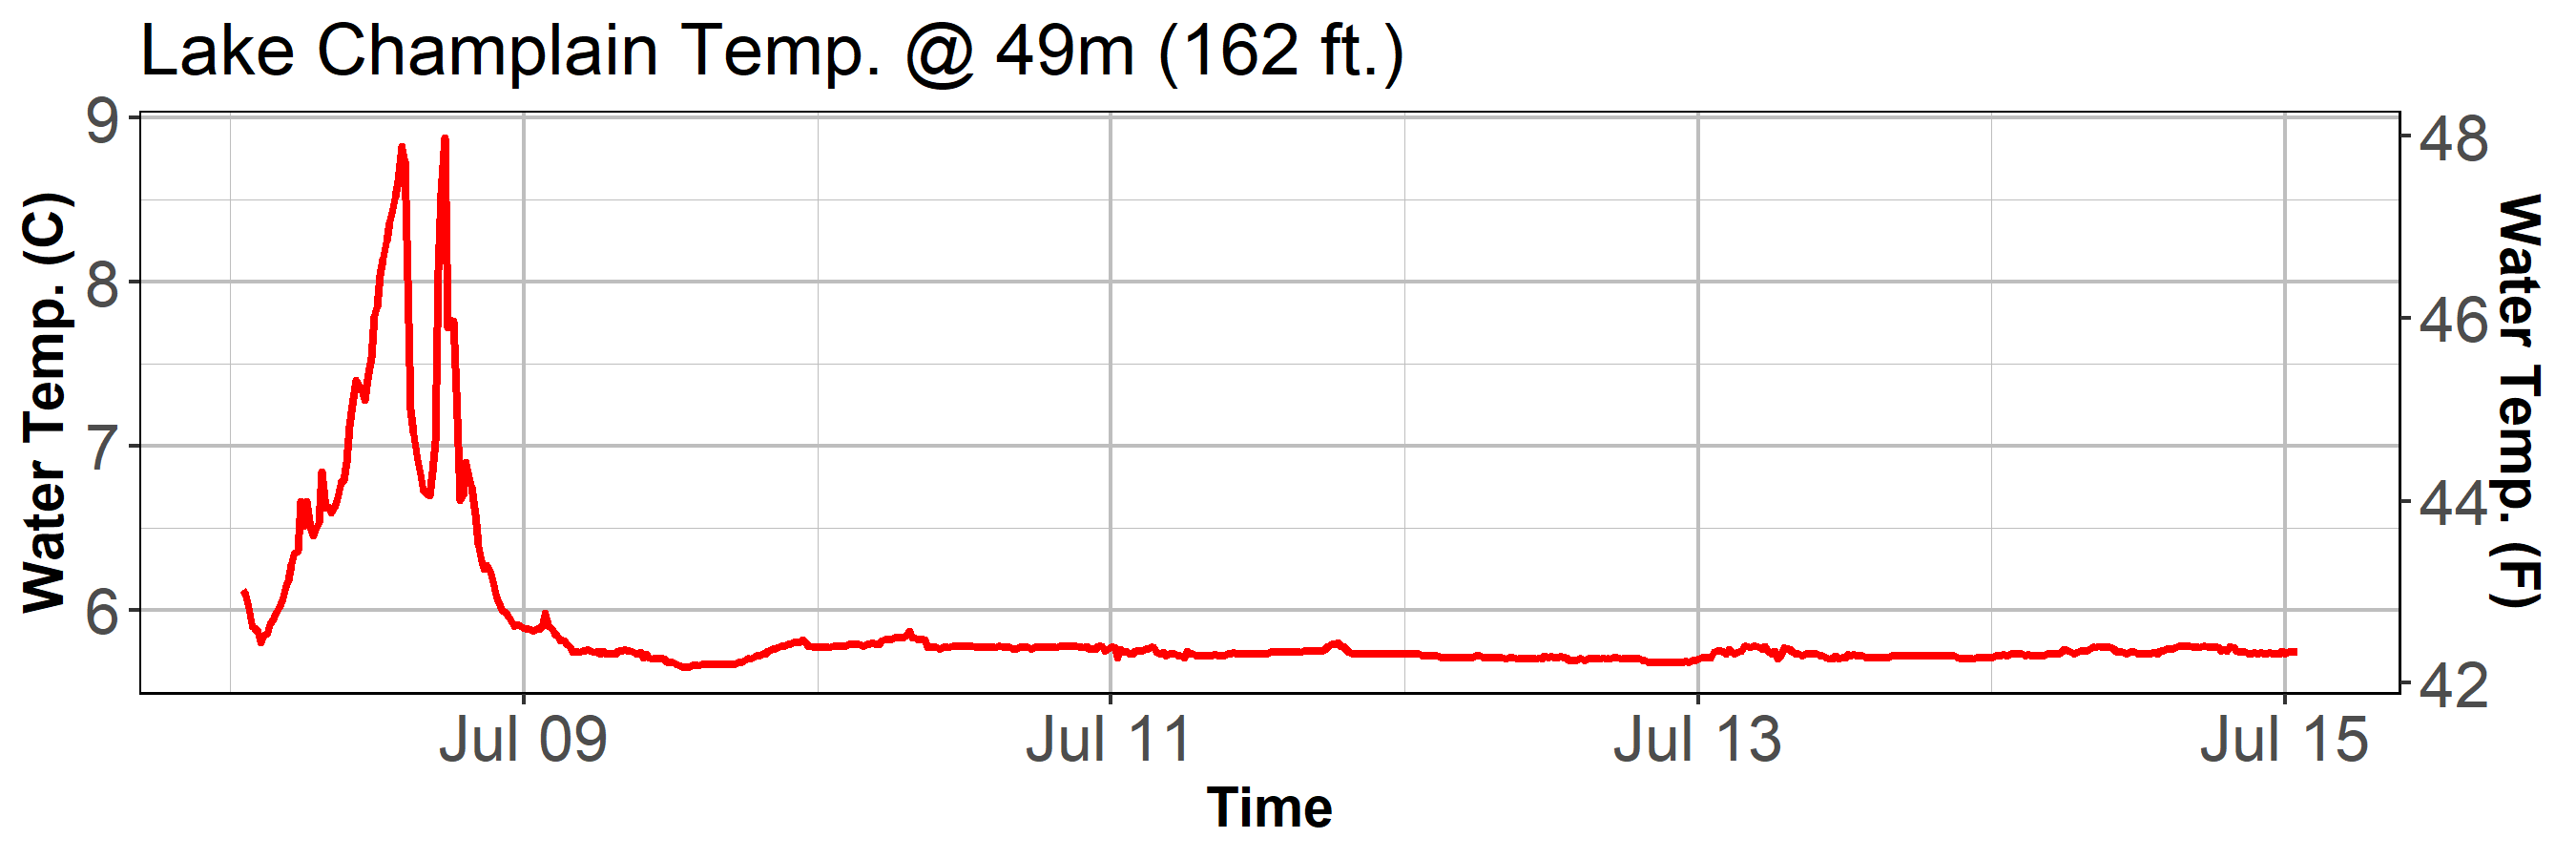 Lake Champlain Temp. @ 49m (162 ft.)
Water Temp. (C)
9
8
7
6
48
46
44
42
Water Temp. (F)
Jul 09 Jul 11 Jul 13 Jul 15
Time